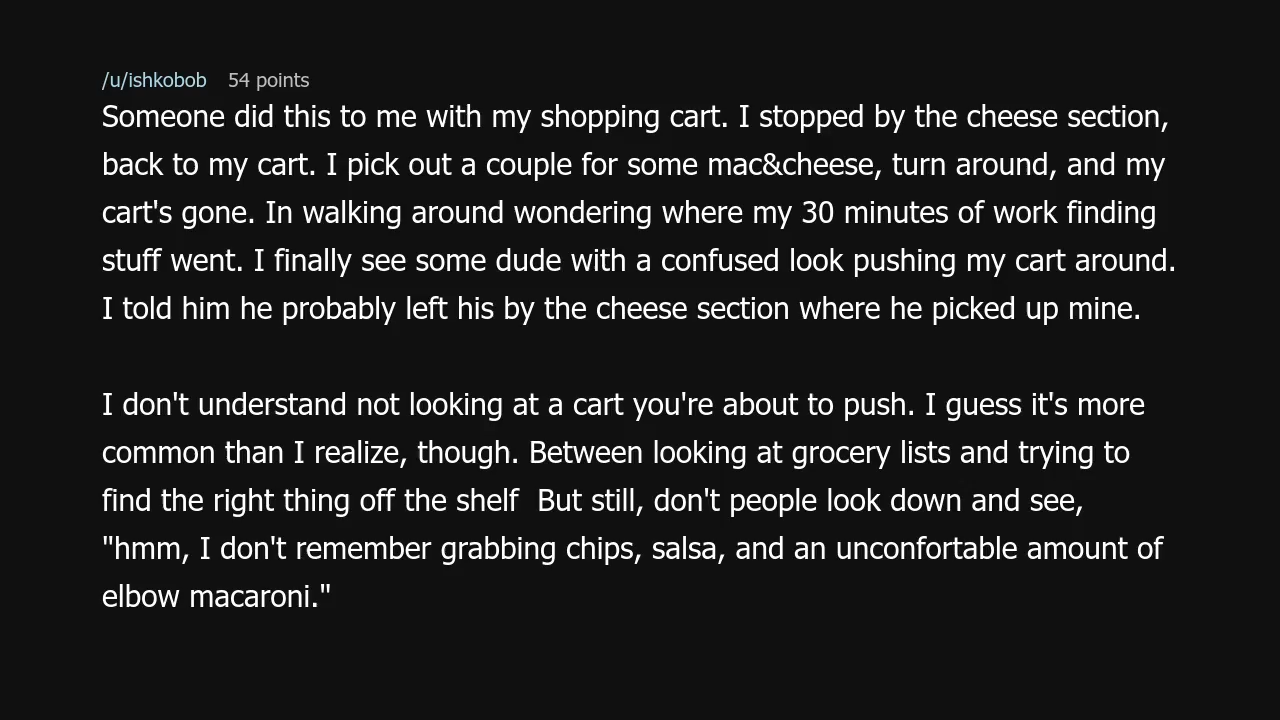 /u/ishkobob 54 points
Someone did this to me with my shopping cart. I stopped by the cheese section,
back to my cart. I pick out a couple for some mac&cheese, turn around, and my
cart's gone. In walking around wondering where my 30 minutes of work finding
stuff went. I finally see some dude with a confused look pushing my cart around.
I told him he probably left his by the cheese section where he picked up mine.
I don't understand not looking at a cart you're about to push. I guess it's more
common than I realize, though. Between looking at grocery lists and trying to
find the right thing off the shelf  But still, don't people look down and see,
"hmm, I don't remember grabbing chips, salsa, and an unconfortable amount of
elbow macaroni."